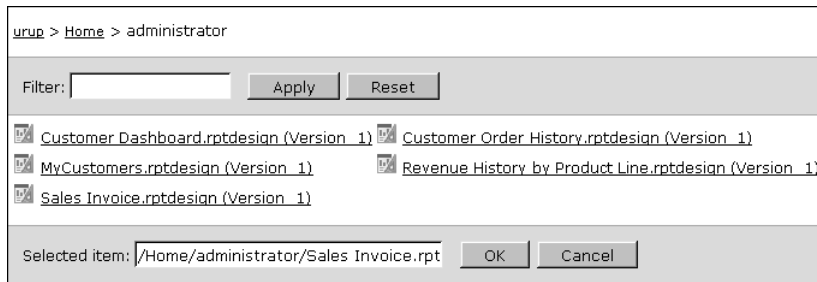 urup > Home > administrator
Filter: Apply Reset
Customer Dashboard.rptdesign (Version 1) Customer Order History.rptdesign (Version 1)
MyCustomers.rptdesign (Version 1) Revenue History by Product Line.rptdesign (Version 1)
Sales Invoice.rptdesign (Version 1)
Selected item: /Home/administrator/Sales Invoice.rpt OK Cancel